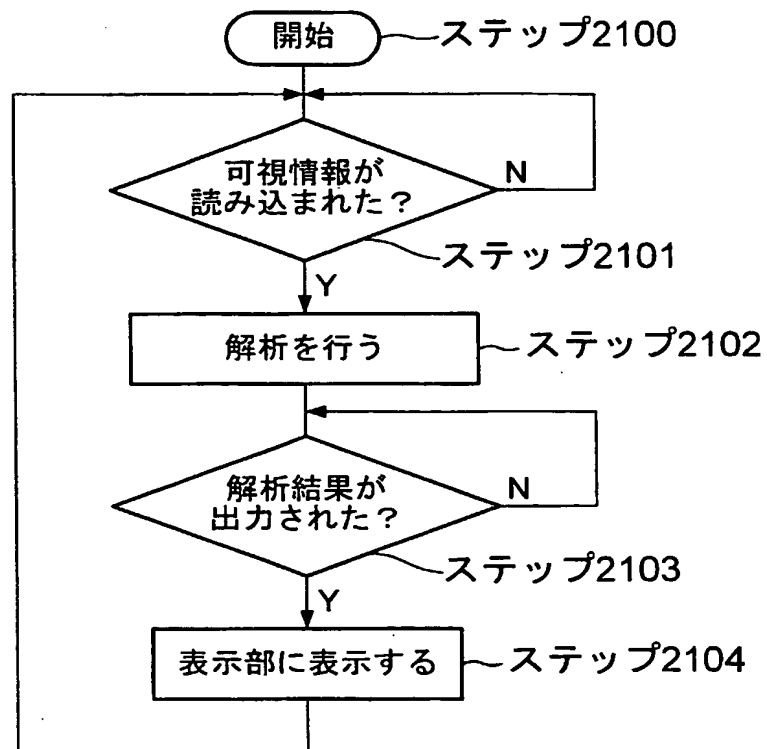 開始
ステップ2100
可視情報が
読み込まれた？
N
ステップ2101
Y
解析を行う
ステップ2102
解析結果が
出力された？
N
ステップ2103
Y
表示部に表示する
ステップ2104